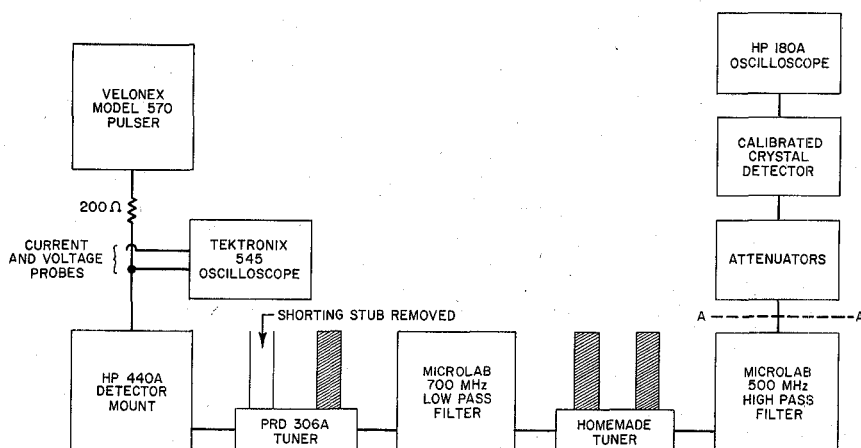 VELONEX
MODEL 570
PULSER
200Ω
CURRENT
AND VOLTAGE
PROBES
TEKTRONIX
545
OSCILLOSCOPE
HP 180A
OSCILLOSCOPE
CALIBRATED
CRYSTAL
DETECTOR
ATTENUATORS
A A
SHORTING STUB REMOVED
HP 440A
DETECTOR
MOUNT
PRD 306A
TUNER
MICROLAB
700 MHz
LOW PASS
FILTER
HOMEMADE
TUNER
MICROLAB
500 MHz
HIGH PASS
FILTER